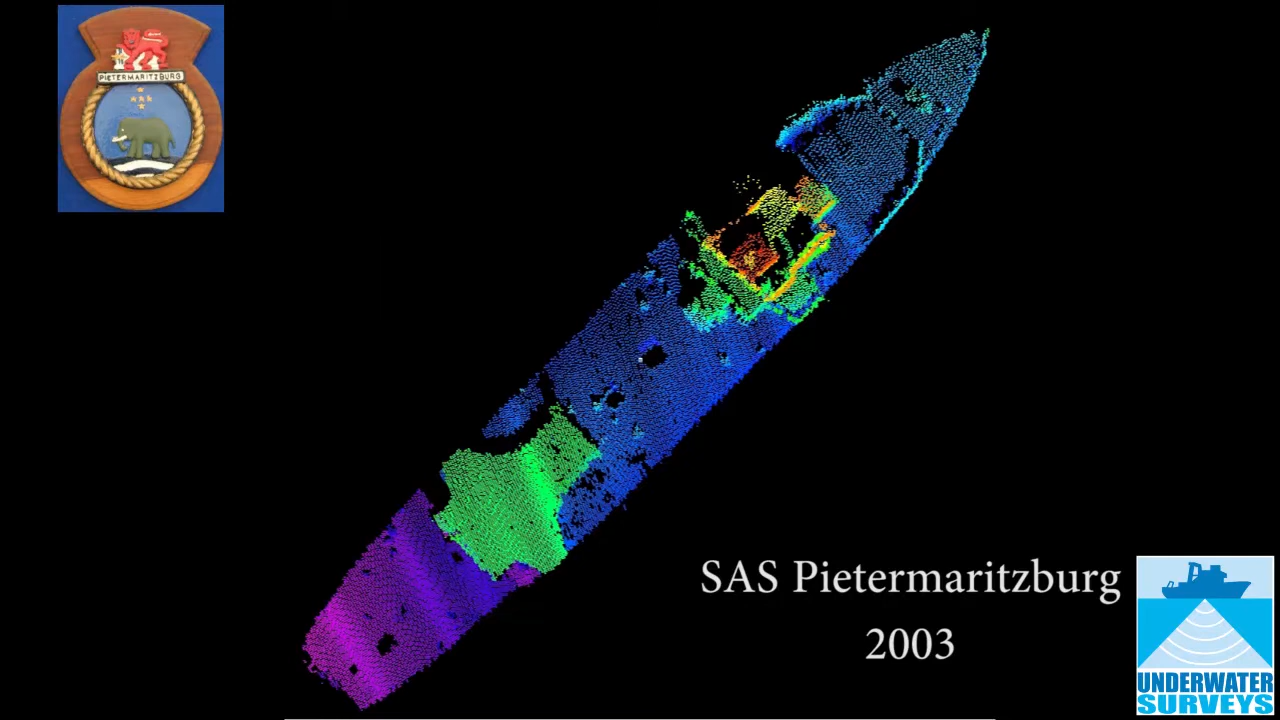 PIETERMARITZBURG
SAS Pietermaritzburg
2003
UNDERWATER
SURVEYS